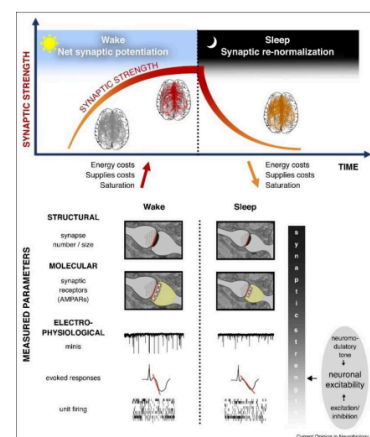 Wake
Net synaptic potentiation
Sleep
Synaptic re-normalization
SYNAPTIC STRENGTH
SYNAPTIC STRENGTH
TIME
Energy costs
Supplies costs
Saturation
Energy costs
Supplies costs
Saturation
Wake
Sleep
MEASURED PARAMETERS
STRUCTURAL
synapse
number / size
MOLECULAR
synaptic
receptors
(AMPARs)
ELECTRO-
PHYSIOLOGICAL
minis
evoked responses
unit firing
synaptic strength
neuromo-
dulatory
tone
neuronal
excitability
excitation/
inhibition
Current Opinion in Neurobiology